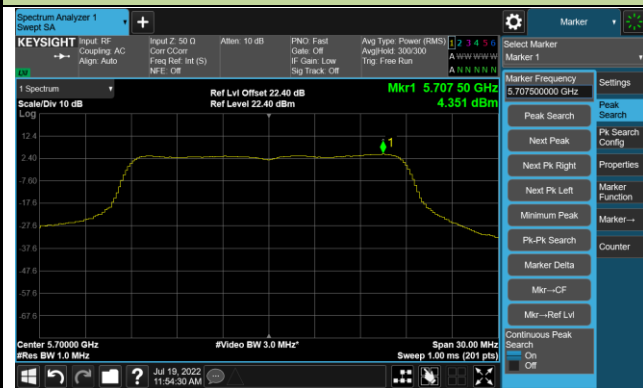 Spectrum Analyzer 1
Swept SA
Marker
KEYSIGHT
Input: RF
Coupling: AC
Align: Auto
Input Z: 50 Ω
Corr CCorr
Freq Ref: Int (S)
NFE: Off
Atten: 10 dB
PNO: Fast
Gate: Off
IF Gain: Low
Sig Track: Off
Avg Type: Power (RMS)
Avg|Hold: 300/300
Trig: Free Run
1 2 3 4 5 6
A W W W W W
A N N N N N
Select Marker
Marker 1
LVI
1 Spectrum
Scale/Div 10 dB
Log
Ref Lvl Offset 22.40 dB
Ref Level 22.40 dBm
Mkr1 5.707 50 GHz
4.351 dBm
12.4
2.40
-7.60
-17.6
-27.6
-37.6
-47.6
-57.6
-67.6
1
Center 5.70000 GHz
#Res BW 1.0 MHz
#Video BW 3.0 MHz*
Span 30.00 MHz
Sweep 1.00 ms (201 pts)
Marker Frequency
5.707500000 GHz
Peak Search
Next Peak
Next Pk Right
Next Pk Left
Minimum Peak
Pk-Pk Search
Marker Delta
Mkr→CF
Mkr→Ref Lvl
Continuous Peak
Search
On
Off
Settings
Peak
Search
Pk Search
Config
Properties
Marker
Function
Marker→
Counter
Jul 19, 2022
11:54:30 AM